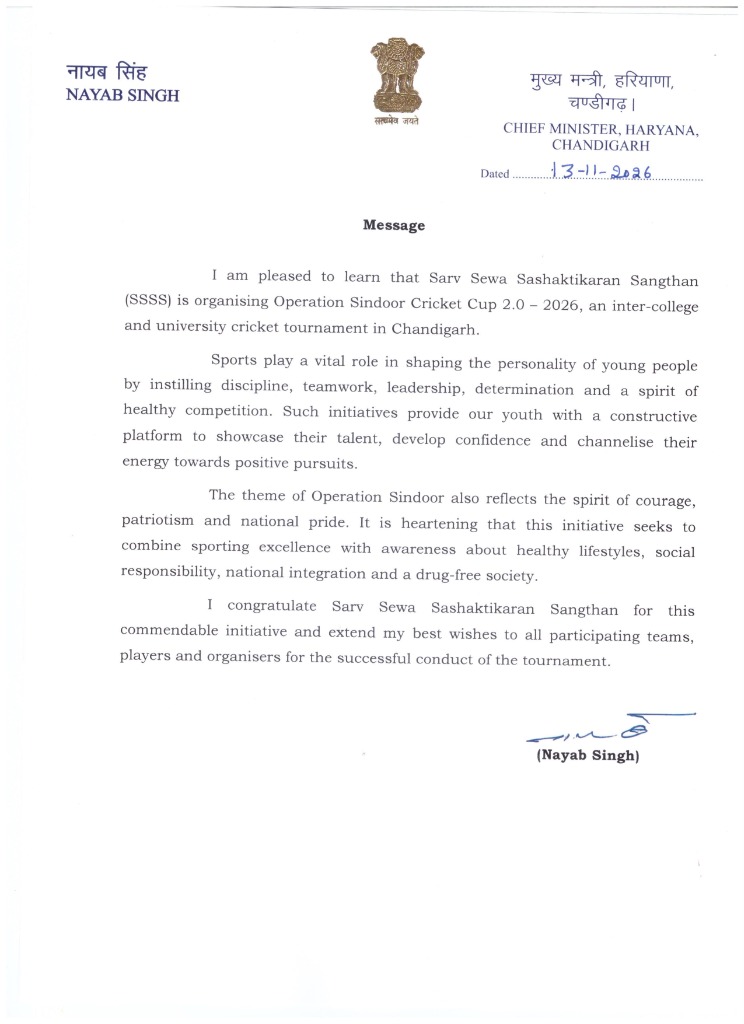 नायब सिंह
NAYAB SINGH
सत्यमेव जयते
मुख्य मन्त्री, हरियाणा,
चण्डीगढ़।
CHIEF MINISTER, HARYANA,
CHANDIGARH
Dated 13-11-2026
Message
I am pleased to learn that Sarv Sewa Sashaktikaran Sangthan
(SSSS) is organising Operation Sindoor Cricket Cup 2.0 – 2026, an inter-college
and university cricket tournament in Chandigarh.
Sports play a vital role in shaping the personality of young people
by instilling discipline, teamwork, leadership, determination and a spirit of
healthy competition. Such initiatives provide our youth with a constructive
platform to showcase their talent, develop confidence and channelise their
energy towards positive pursuits.
The theme of Operation Sindoor also reflects the spirit of courage,
patriotism and national pride. It is heartening that this initiative seeks to
combine sporting excellence with awareness about healthy lifestyles, social
responsibility, national integration and a drug-free society.
I congratulate Sarv Sewa Sashaktikaran Sangthan for this
commendable initiative and extend my best wishes to all participating teams,
players and organisers for the successful conduct of the tournament.
(Nayab Singh)